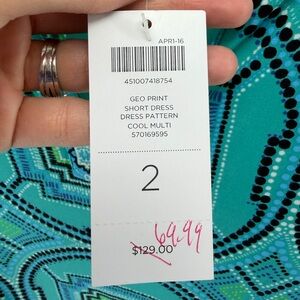 APR1-16
451007418754
GEO PRINT
SHORT DRESS
DRESS PATTERN
COOL MULTI
570169595
2
69.99
$129.00